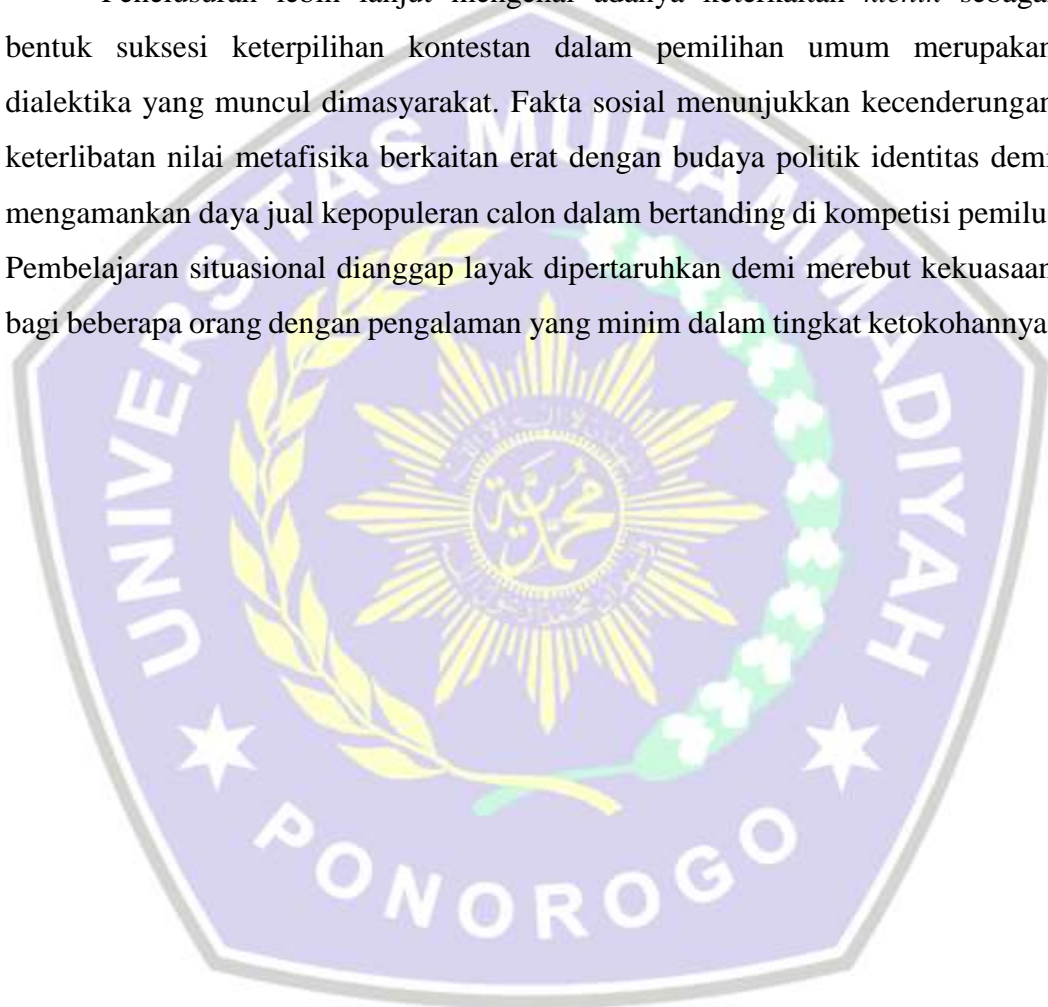 bentuk suksesi keterpilihan kontestan dalam pemilihan umum merupakan
dialektika yang muncul dimasyarakat. Fakta sosial menunjukkan kecenderungan
keterlibatan nilai metafisika berkaitan erat dengan budaya politik identitas demi
mengamankan daya jual kepopuleran calon dalam bertanding di kompetisi pemilu
Pembelajaran situasional dianggap layak dipertaruhkan demi merebut kekuasaan
bagi beberapa orang dengan pengalaman yang minim dalam tingkat ketokohannya
UNIVERSITAS MUHAMMADIYAH
PONOROGO